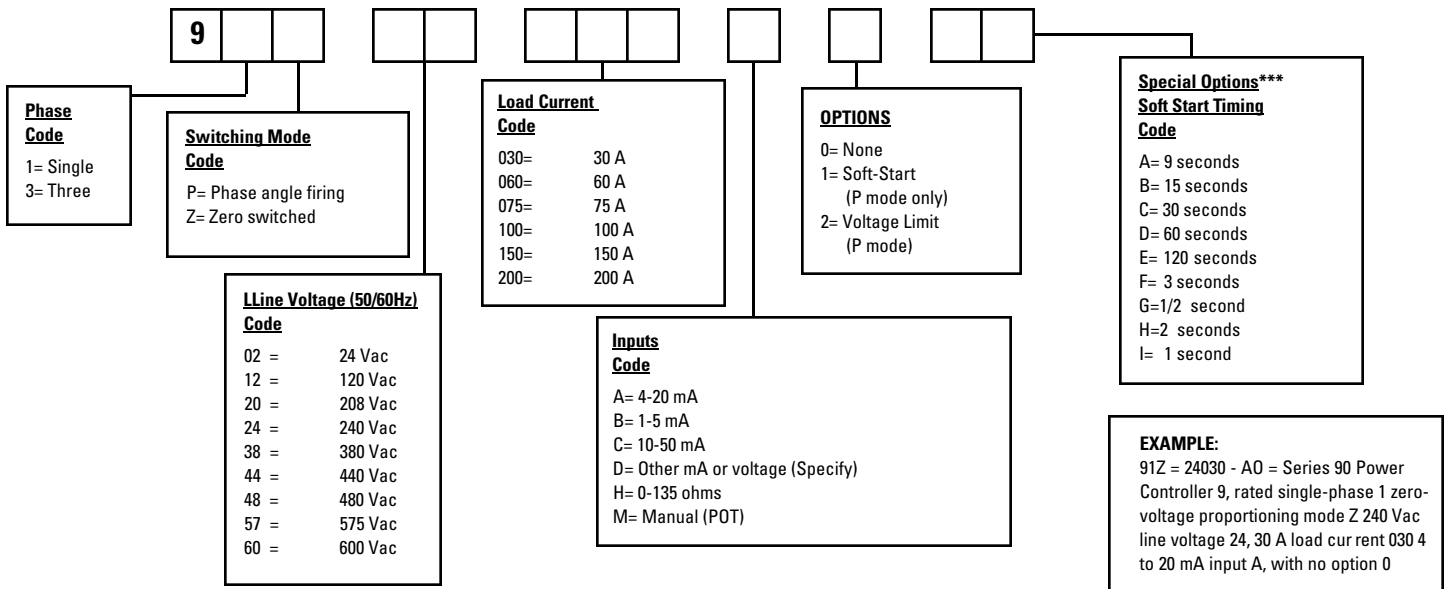 9
Phase
Code
1= Single
3= Three
Switching Mode
Code
P= Phase angle firing
Z= Zero switched
LLine Voltage (50/60Hz)
Code
02 = 24 Vac
12 = 120 Vac
20 = 208 Vac
24 = 240 Vac
38 = 380 Vac
44 = 440 Vac
48 = 480 Vac
57 = 575 Vac
60 = 600 Vac
Load Current
Code
030= 30 A
060= 60 A
075= 75 A
100= 100 A
150= 150 A
200= 200 A
Inputs
Code
A= 4-20 mA
B= 1-5 mA
C= 10-50 mA
D= Other mA or voltage (Specify)
H= 0-135 ohms
M= Manual (POT)
OPTIONS
0= None
1= Soft-Start
(P mode only)
2= Voltage Limit
(P mode)
Special Options***
Soft Start Timing
Code
A= 9 seconds
B= 15 seconds
C= 30 seconds
D= 60 seconds
E= 120 seconds
F= 3 seconds
G=1/2 second
H=2 seconds
I= 1 second
EXAMPLE:
91Z = 24030 - AO = Series 90 Power
Controller 9, rated single-phase 1 zero-
voltage proportioning mode Z 240 Vac
line voltage 24, 30 A load cur rent 030 4
to 20 mA input A, with no option 0